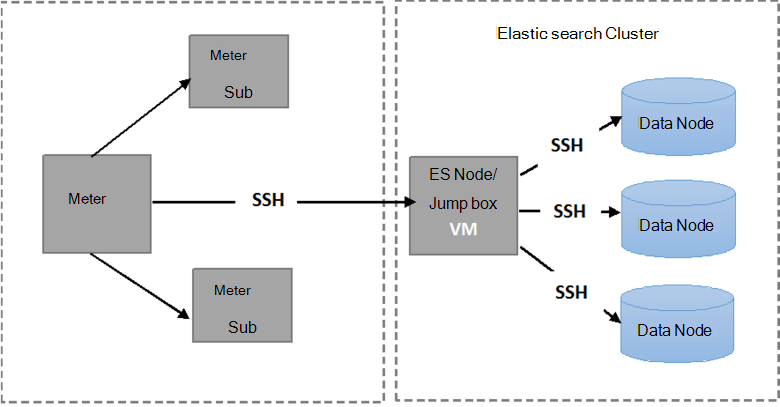 Elastic search Cluster
Meter
Sub
Meter
SSH
Meter
Sub
ES Node/
Jump box
VM
SSH
Data Node
SSH
Data Node
SSH
Data Node